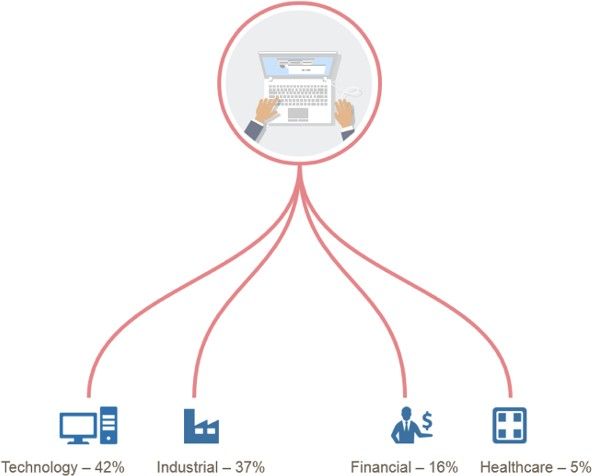 Technology – 42%
Industrial – 37%
Financial – 16%
Healthcare – 5%